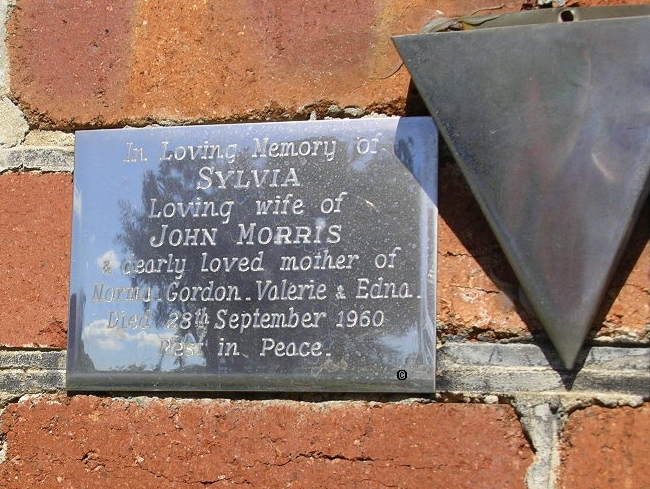 In Loving Memory of
SYLVIA
Loving wife of
JOHN MORRIS
& dearly loved mother of
Norma - Gordon - Valerie & Edna.
Died 28th September 1960
Rest in Peace.
©